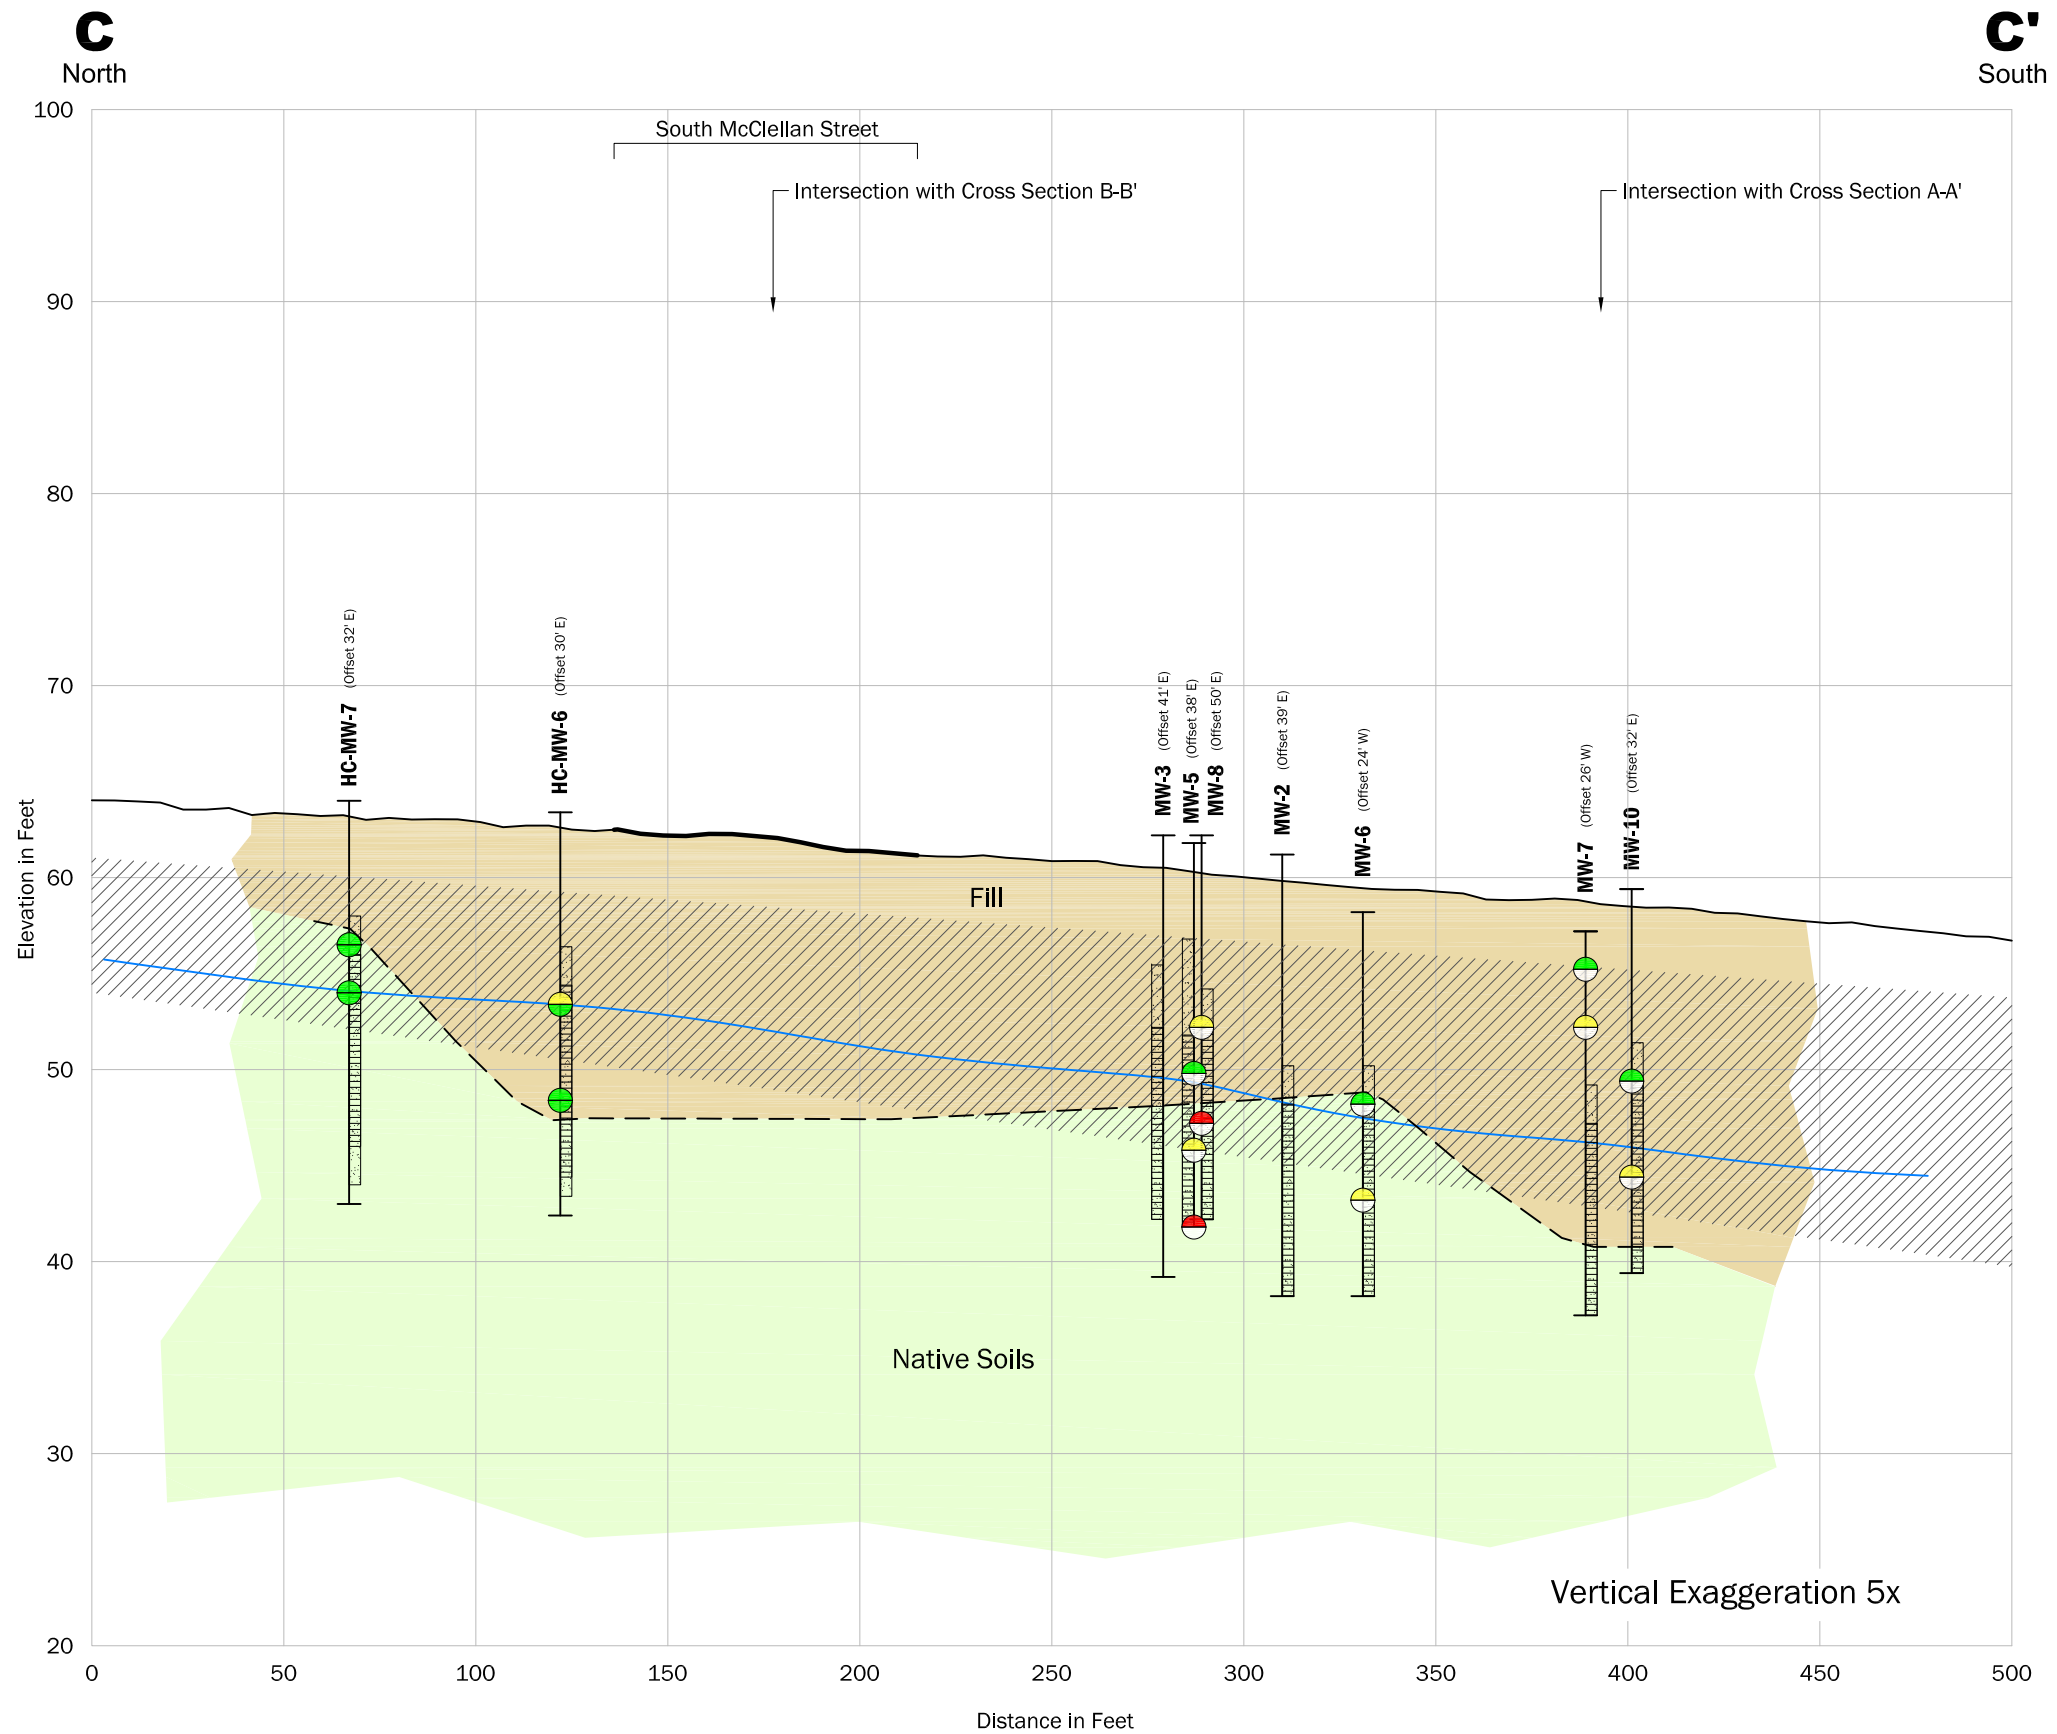 C
North
C'
South
100
90
80
70
60
50
40
30
20
Elevation in Feet
South McClellan Street
Intersection with Cross Section B-B'
Intersection with Cross Section A-A'
HC-MW-7 (Offset 32' E)
HC-MW-6 (Offset 30' E)
MW-3 (Offset 41' E)
MW-5 (Offset 38' E)
MW-8 (Offset 50' E)
MW-2 (Offset 39' E)
MW-6 (Offset 24' W)
MW-7 (Offset 26' W)
MW-10 (Offset 32' E)
Fill
Native Soils
Vertical Exaggeration 5x
0 50 100 150 200 250 300 350 400 450 500
Distance in Feet